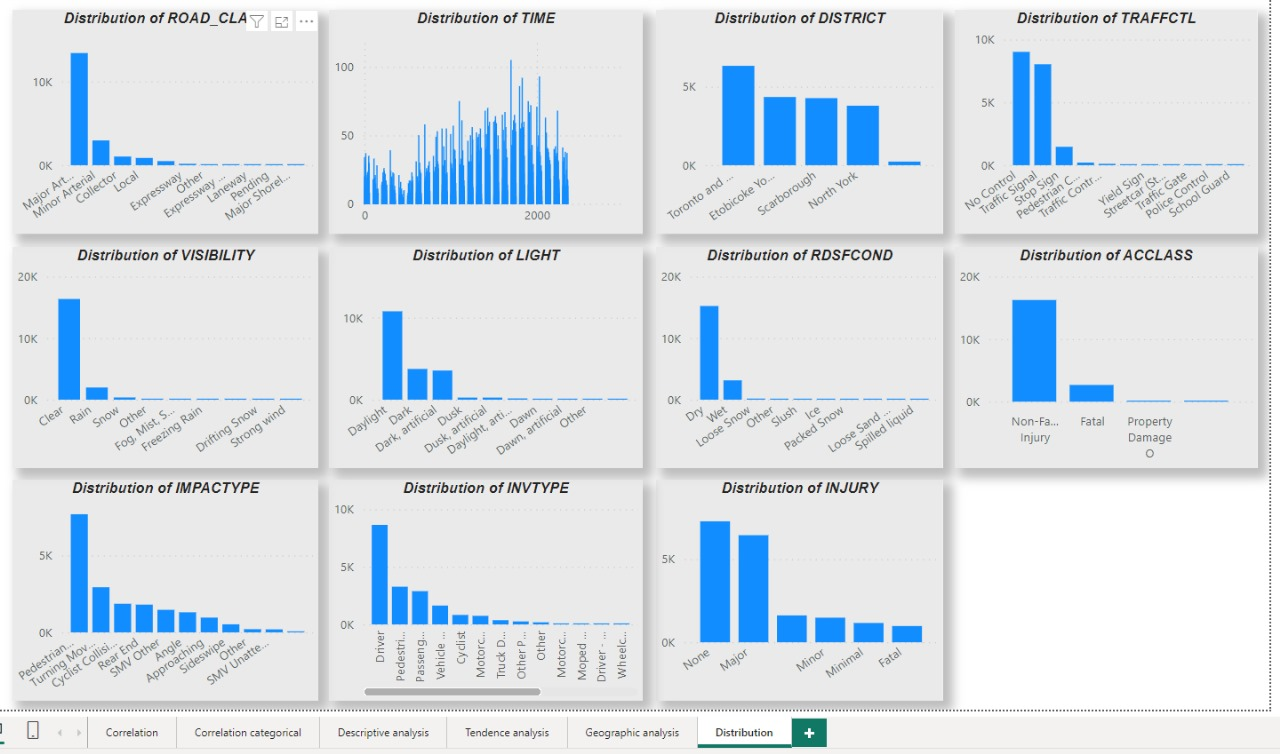 Distribution of ROAD_CLA
10K
0K
Major Art...
Minor Arterial
Collector
Local
Expressway
Other
Expressway ...
Laneway
Pending
Major Shorel...
Distribution of TIME
100
50
0
0
2000
Distribution of DISTRICT
5K
0K
Toronto and ...
Etobicoke Yo...
Scarborough
North York
Distribution of TRAFFCTL
10K
5K
0K
No Control
Traffic Signal
Stop Sign
Pedestrian C...
Traffic Contr...
Yield Sign
Streetcar (St...
Traffic Gate
Police Control
School Guard
Distribution of VISIBILITY
20K
10K
0K
Clear
Rain
Snow
Other
Fog, Mist, S...
Freezing Rain
Drifting Snow
Strong wind
Distribution of LIGHT
10K
0K
Daylight
Dark
Dark, artificial
Dusk
Dusk, artificial
Daylight, arti...
Dawn
Dawn, artificial
Other
Distribution of RDSFCOND
20K
10K
0K
Dry
Wet
Loose Snow
Other
Slush
Ice
Packed Snow
Loose Sand ...
Spilled liquid
Distribution of ACCLASS
20K
10K
0K
Non-Fa...
Injury
Fatal
Property
Damage
O
Distribution of IMPACTYPE
5K
0K
Pedestrian...
Turning Mov...
Cyclist Collisi...
Rear End
SMV Other
Angle
Approaching
Sideswipe
Other
SMV Unatte...
Distribution of INVTYPE
10K
5K
0K
Driver
Pedestri...
Passeng...
Vehicle ...
Cyclist
Motorc...
Truck D...
Other P...
Other
Motorc...
Moped ...
Driver - ...
Wheelc...
Distribution of INJURY
5K
0K
None
Major
Minor
Minimal
Fatal
Correlation
Correlation categorical
Descriptive analysis
Tendence analysis
Geographic analysis
Distribution